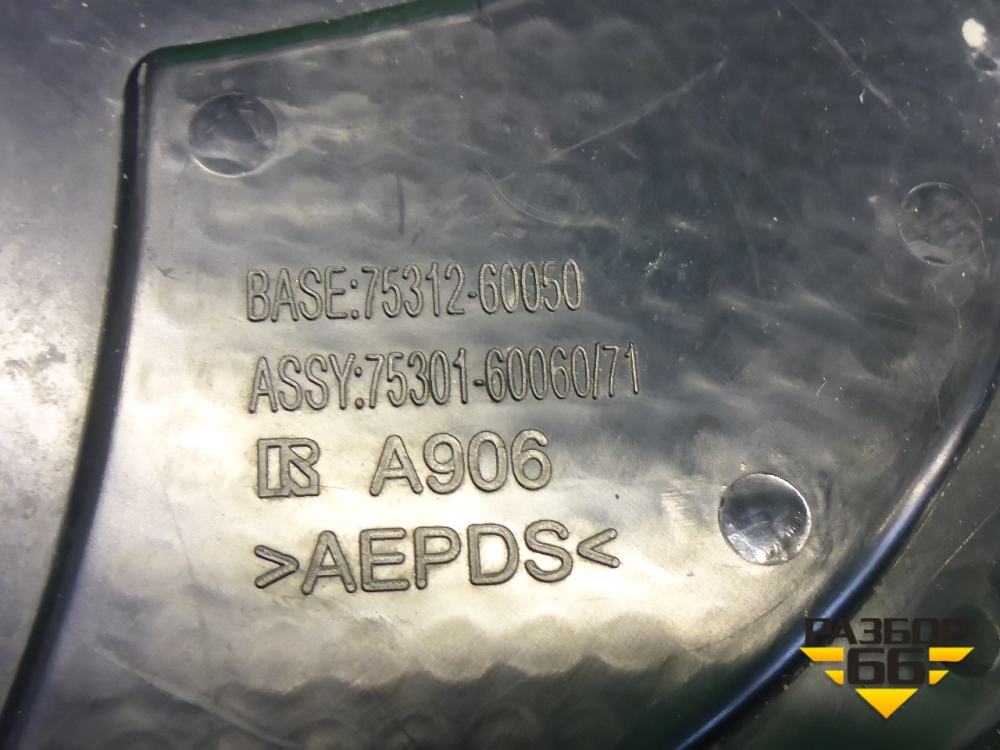 BASE:75312-60050
ASSY:75301-60060/71
R A906
>AEPDS<
РАЗБОР
66